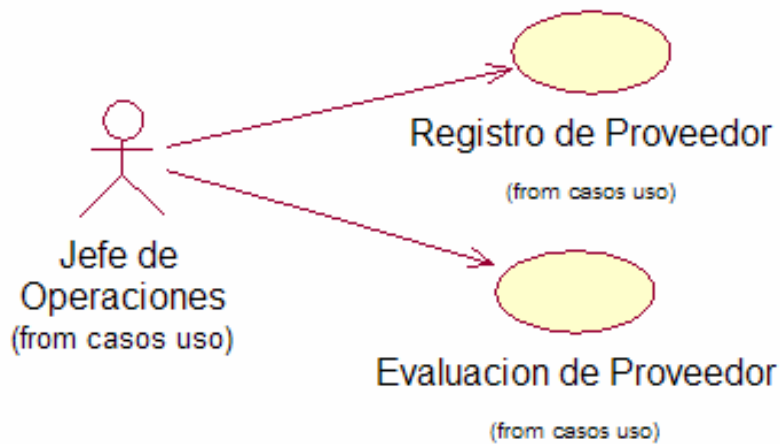 Registro de Proveedor
(from casos uso)
Jefe de
Operaciones
(from casos uso)
Evaluacion de Proveedor
(from casos uso)